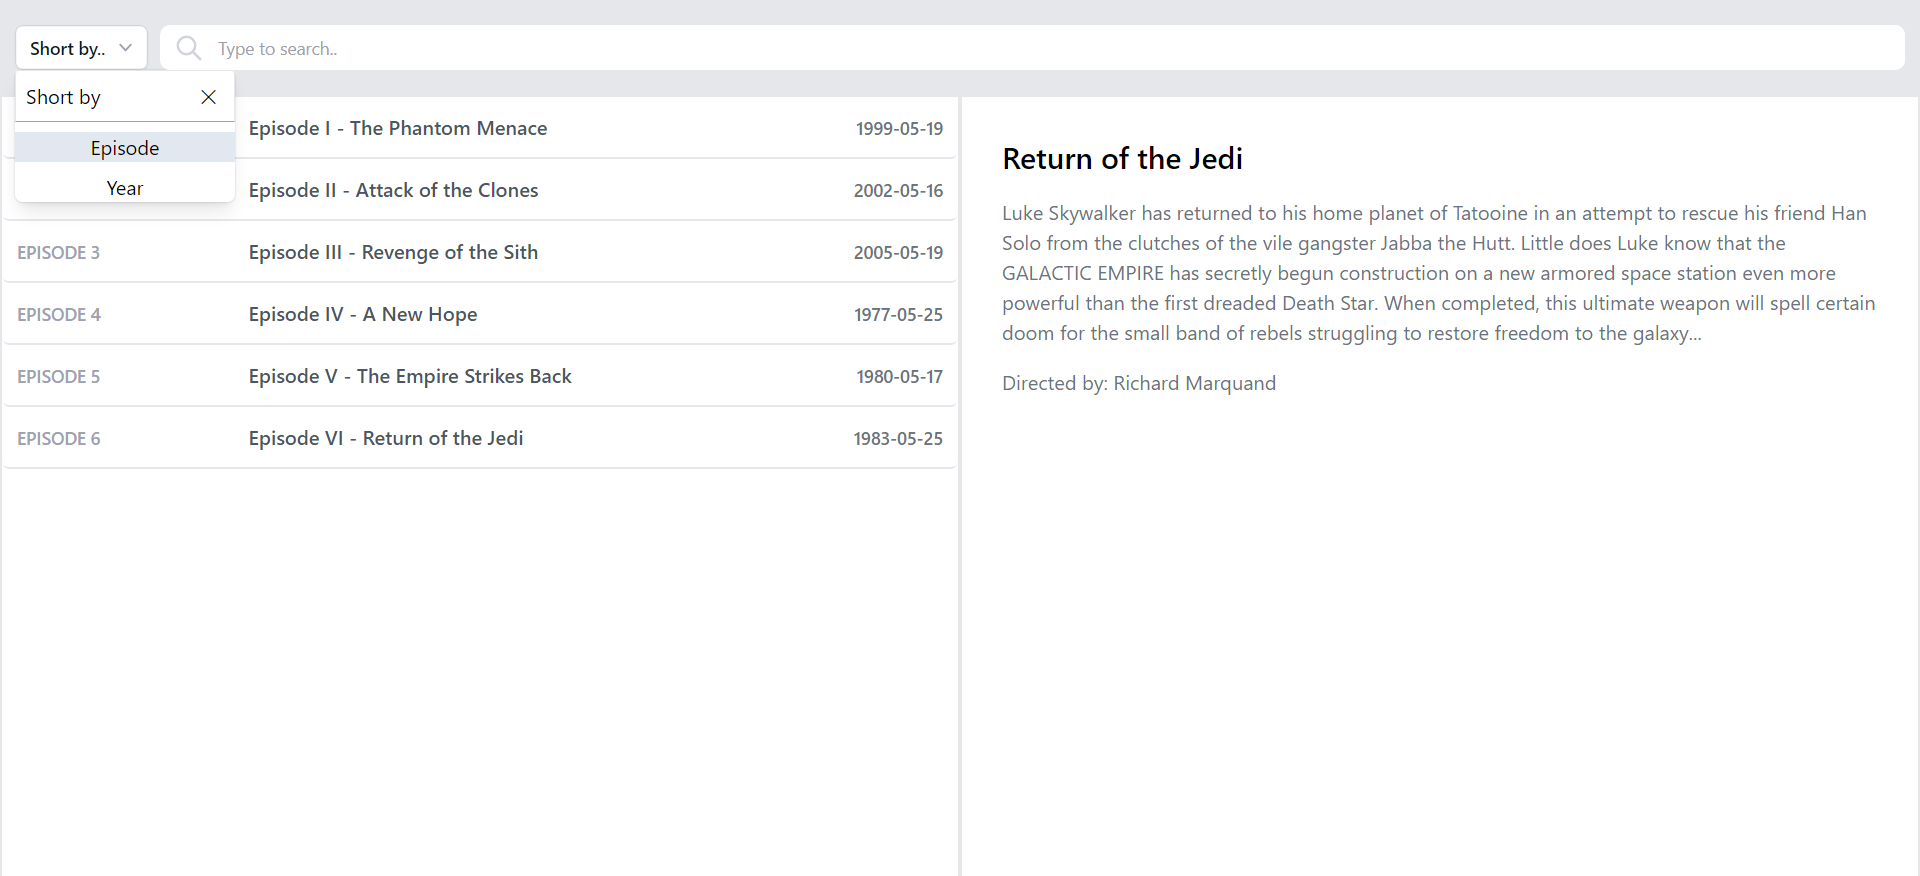 Short by..
Type to search..
Short by
Episode
Year
Episode I - The Phantom Menace 1999-05-19
Episode II - Attack of the Clones 2002-05-16
EPISODE 3 Episode III - Revenge of the Sith 2005-05-19
EPISODE 4 Episode IV - A New Hope 1977-05-25
EPISODE 5 Episode V - The Empire Strikes Back 1980-05-17
EPISODE 6 Episode VI - Return of the Jedi 1983-05-25
Return of the Jedi
Luke Skywalker has returned to his home planet of Tatooine in an attempt to rescue his friend Han
Solo from the clutches of the vile gangster Jabba the Hutt. Little does Luke know that the
GALACTIC EMPIRE has secretly begun construction on a new armored space station even more
powerful than the first dreaded Death Star. When completed, this ultimate weapon will spell certain
doom for the small band of rebels struggling to restore freedom to the galaxy...
Directed by: Richard Marquand